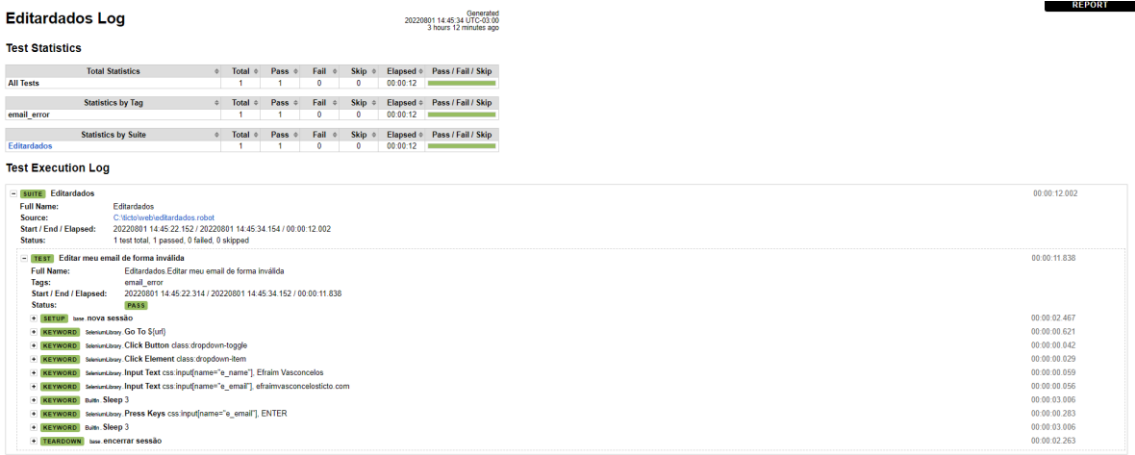 REPORT
Editardados Log
Generated
20220801 14:45:34 UTC-03:00
3 hours 12 minutes ago
Test Statistics
Total Statistics Total Pass Fail Skip Elapsed Pass / Fail / Skip
All Tests 1 1 0 0 00:00:12
Statistics by Tag Total Pass Fail Skip Elapsed Pass / Fail / Skip
email_error 1 1 0 0 00:00:12
Statistics by Suite Total Pass Fail Skip Elapsed Pass / Fail / Skip
Editardados 1 1 0 0 00:00:12
Test Execution Log
- SUITE Editardados 00:00:12.002
Full Name: Editardados
Source: C:\ticto\web\editardados.robot
Start / End / Elapsed: 20220801 14:45:22.152 / 20220801 14:45:34.154 / 00:00:12.002
Status: 1 test total, 1 passed, 0 failed, 0 skipped
- TEST Editar meu email de forma inválida 00:00:11.838
Full Name: Editardados.Editar meu email de forma inválida
Tags: email_error
Start / End / Elapsed: 20220801 14:45:22.314 / 20220801 14:45:34.152 / 00:00:11.838
Status: PASS
+ SETUP base. nova sessão 00:00:02.467
+ KEYWORD SeleniumLibrary. Go To ${url} 00:00:00.621
+ KEYWORD SeleniumLibrary. Click Button class:dropdown-toggle 00:00:00.042
+ KEYWORD SeleniumLibrary. Click Element class:dropdown-item 00:00:00.029
+ KEYWORD SeleniumLibrary. Input Text css:input[name="e_name"], Efraim Vasconcelos 00:00:00.059
+ KEYWORD SeleniumLibrary. Input Text css:input[name="e_email"], efraimvasconcelosticto.com 00:00:00.056
+ KEYWORD BuiltIn. Sleep 3 00:00:03.006
+ KEYWORD SeleniumLibrary. Press Keys css:input[name="e_email"], ENTER 00:00:00.283
+ KEYWORD BuiltIn. Sleep 3 00:00:03.006
+ TEARDOWN base. encerrar sessão 00:00:02.263